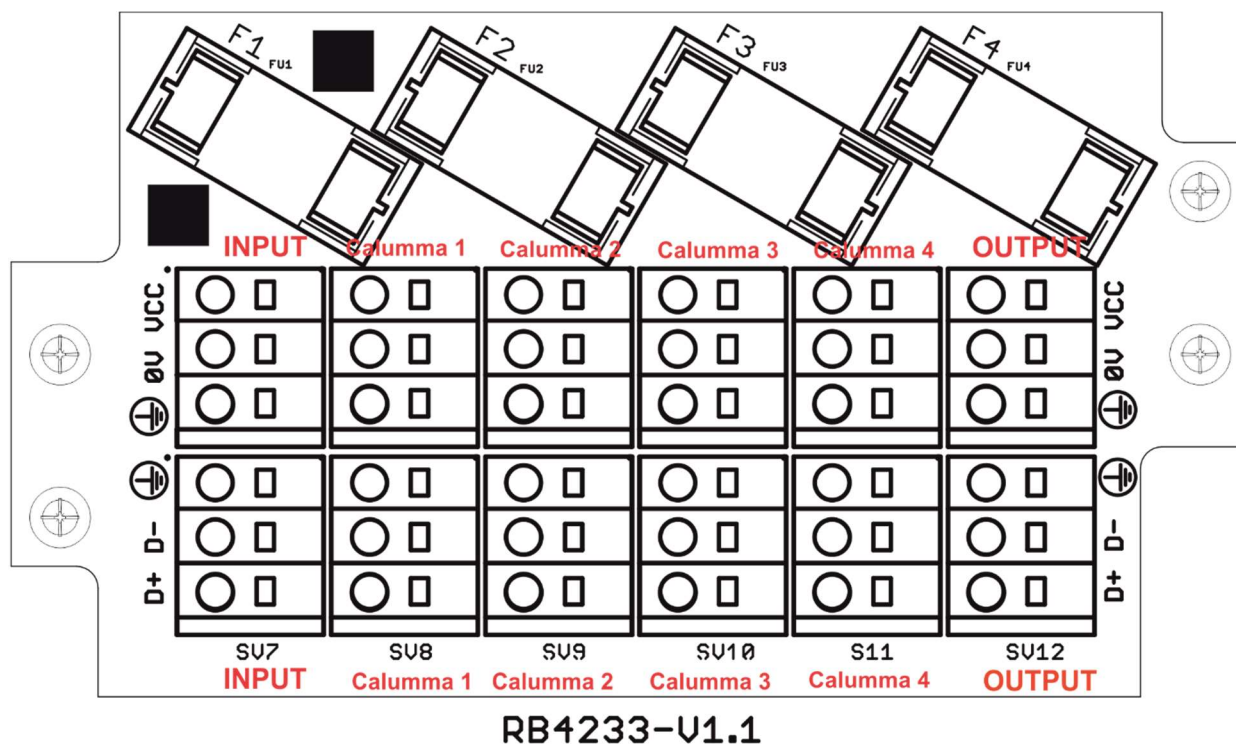 F1 F2 F3 F4
FU1 FU2 FU3 FU4
INPUT Calumma 1 Calumma 2 Calumma 3 Calumma 4 OUTPUT
0V VCC 0V VCC
D+ D- D+ D-
SV7 SV8 SV9 SV10 S11 SV12
INPUT Calumma 1 Calumma 2 Calumma 3 Calumma 4 OUTPUT
RB4233-V1.1